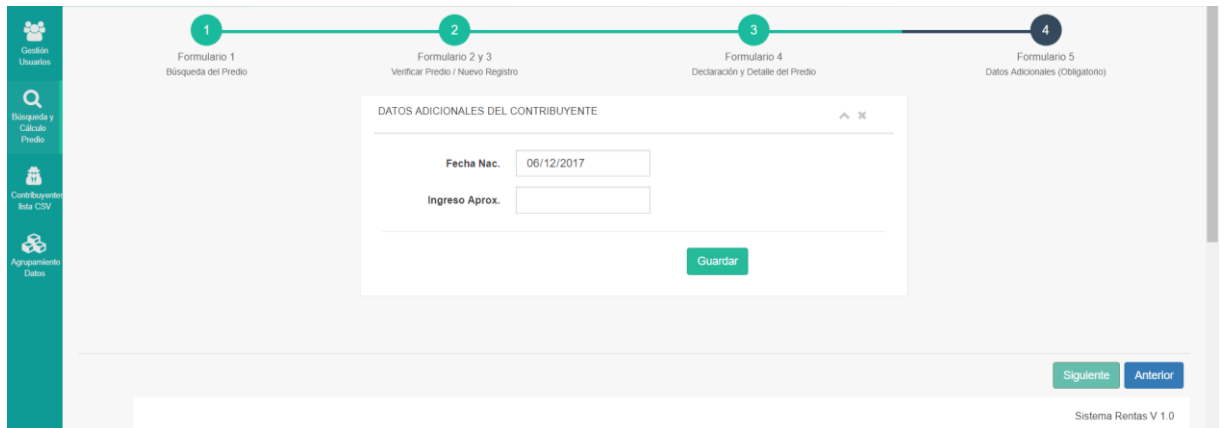 Gestión
Usuarios
Búsqueda y
Cálculo
Predio
Contribuyentes
lista CSV
Agrupamiento
Datos
1
Formulario 1
Búsqueda del Predio
2
Formulario 2 y 3
Verificar Predio / Nuevo Registro
3
Formulario 4
Declaración y Detalle del Predio
4
Formulario 5
Datos Adicionales (Obligatorio)
DATOS ADICIONALES DEL CONTRIBUYENTE
Fecha Nac. 06/12/2017
Ingreso Aprox.
Guardar
Siguiente Anterior
Sistema Rentas V 1.0